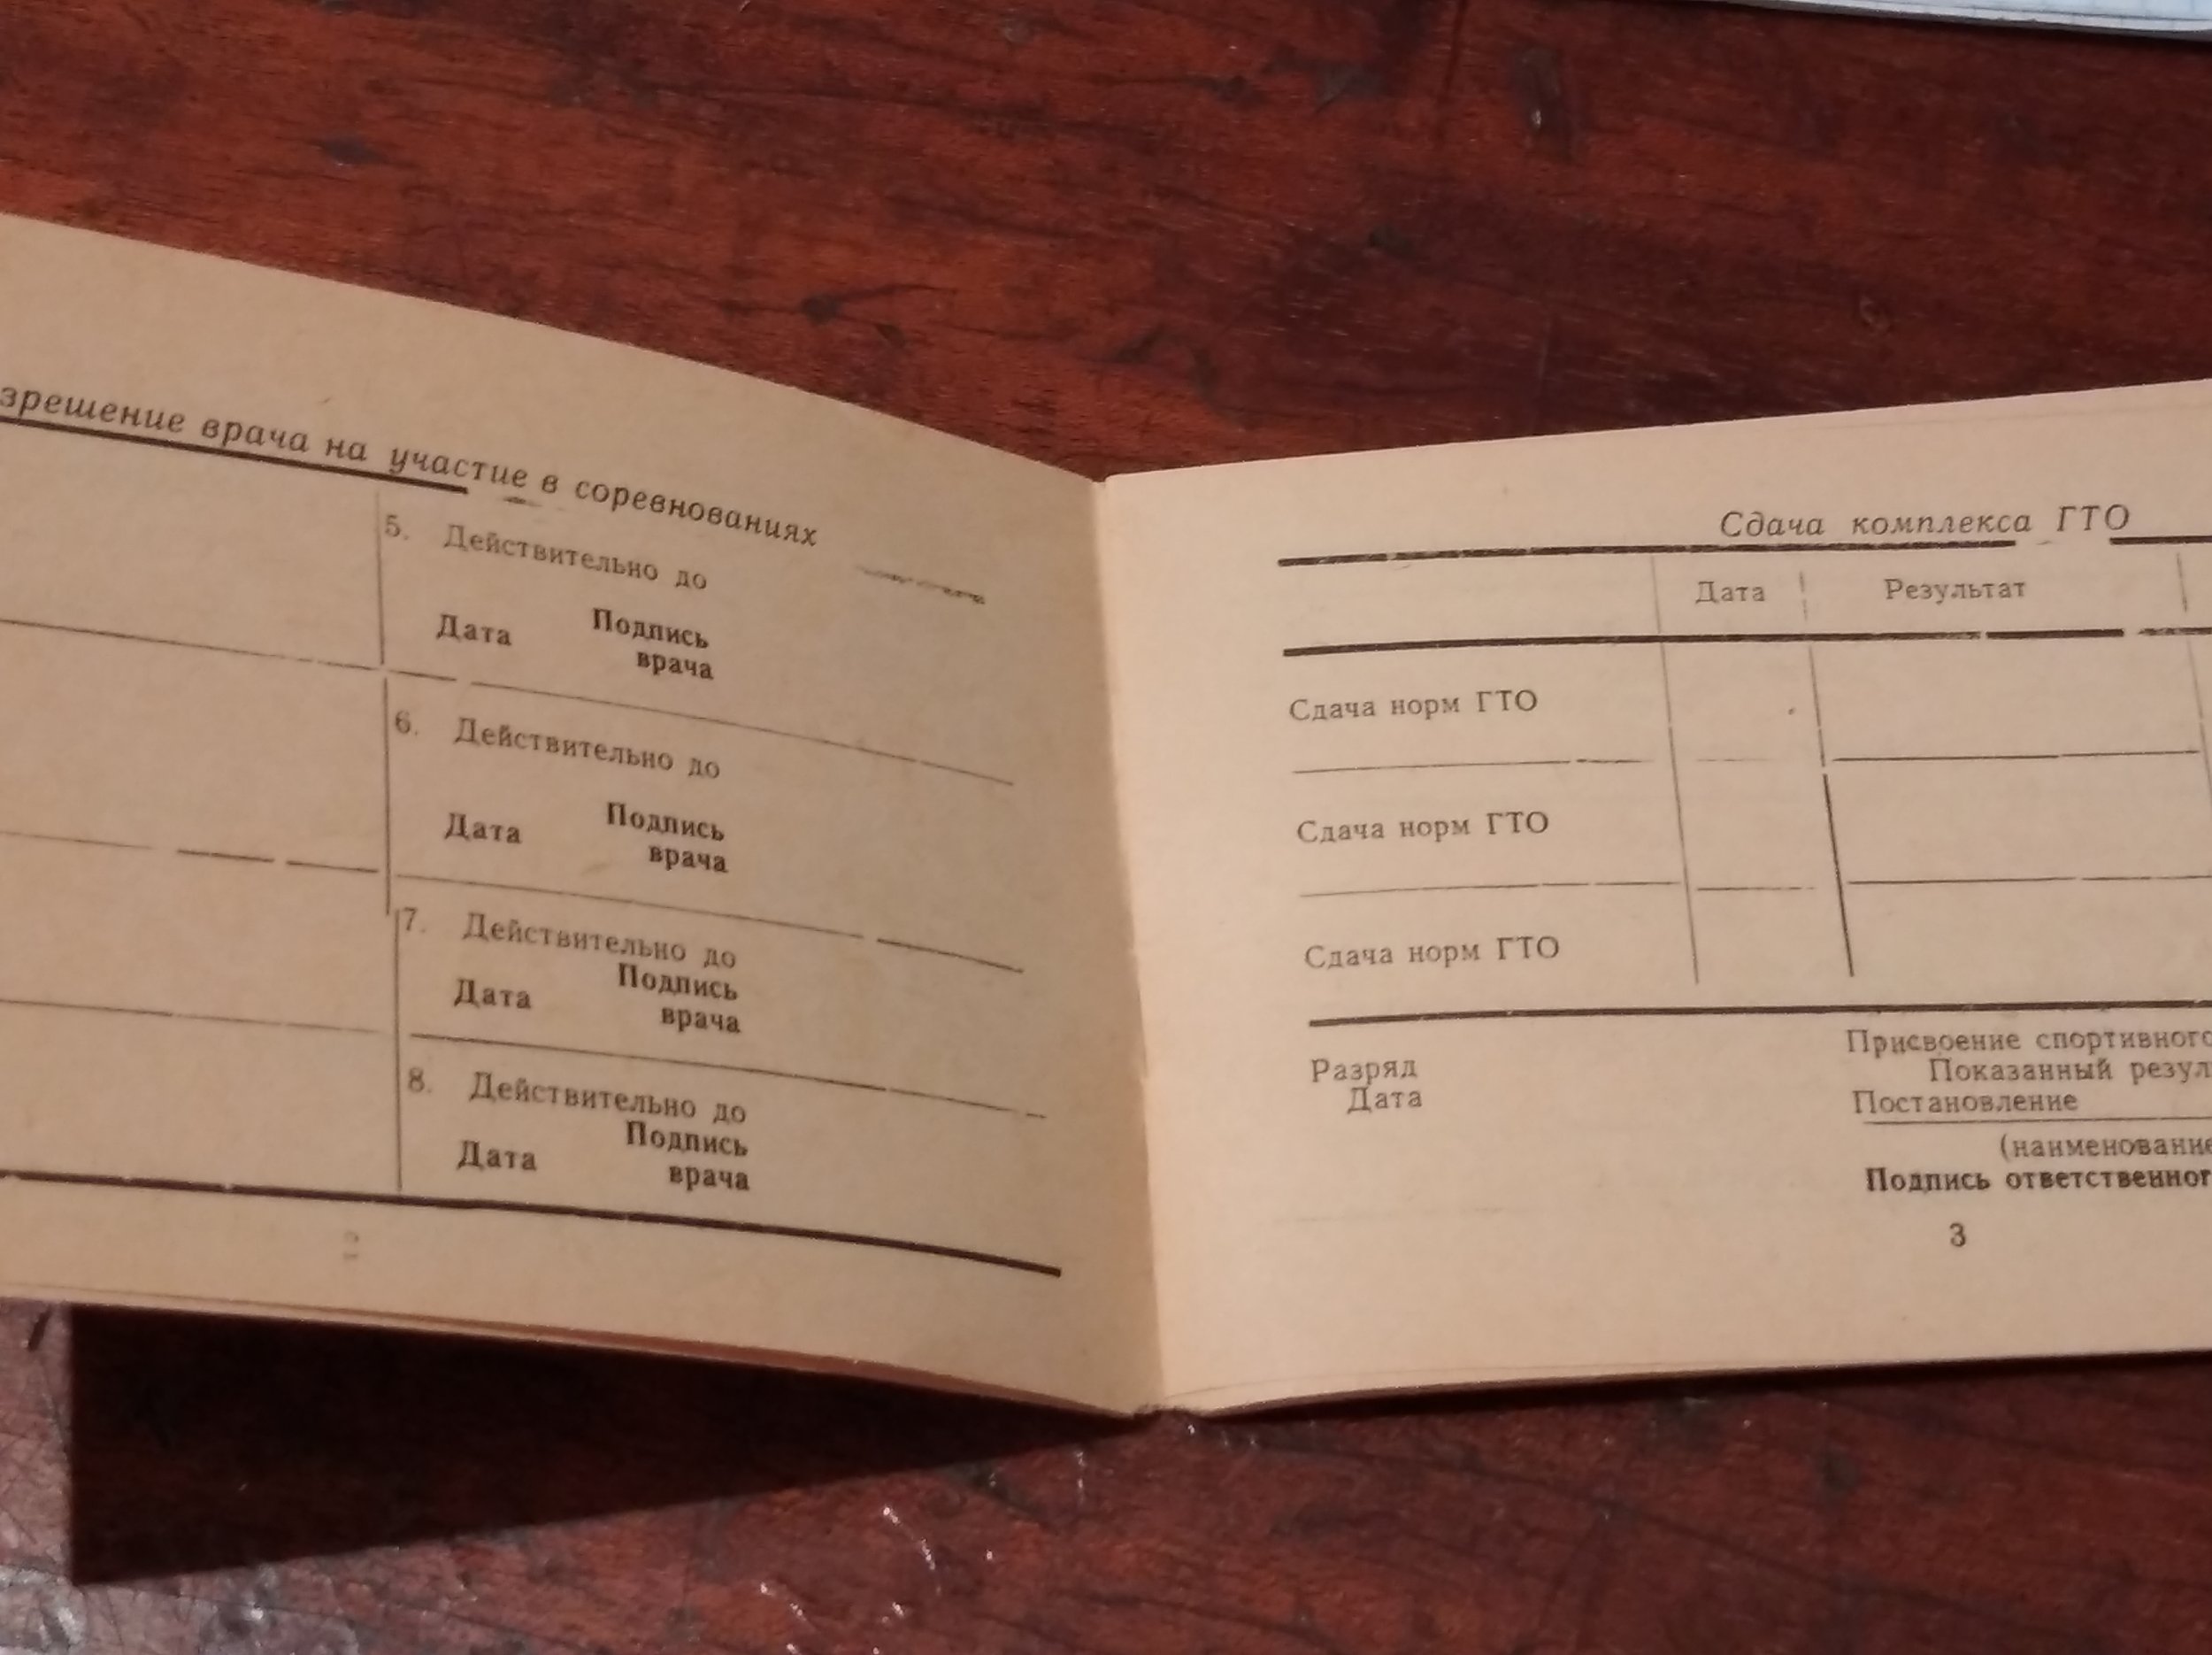 зрешение врача на участие в соревнованиях
5. Действительно до
Дата Подпись
врача
6. Действительно до
Дата Подпись
врача
7. Действительно до
Дата Подпись
врача
8. Действительно до
Дата Подпись
врача
Сдача комплекса ГТО
Дата Результат
Сдача норм ГТО
Сдача норм ГТО
Сдача норм ГТО
Разряд
Дата
Присвоение спортивного
Показанный резул
Постановление
(наименование
Подпись ответственног
3